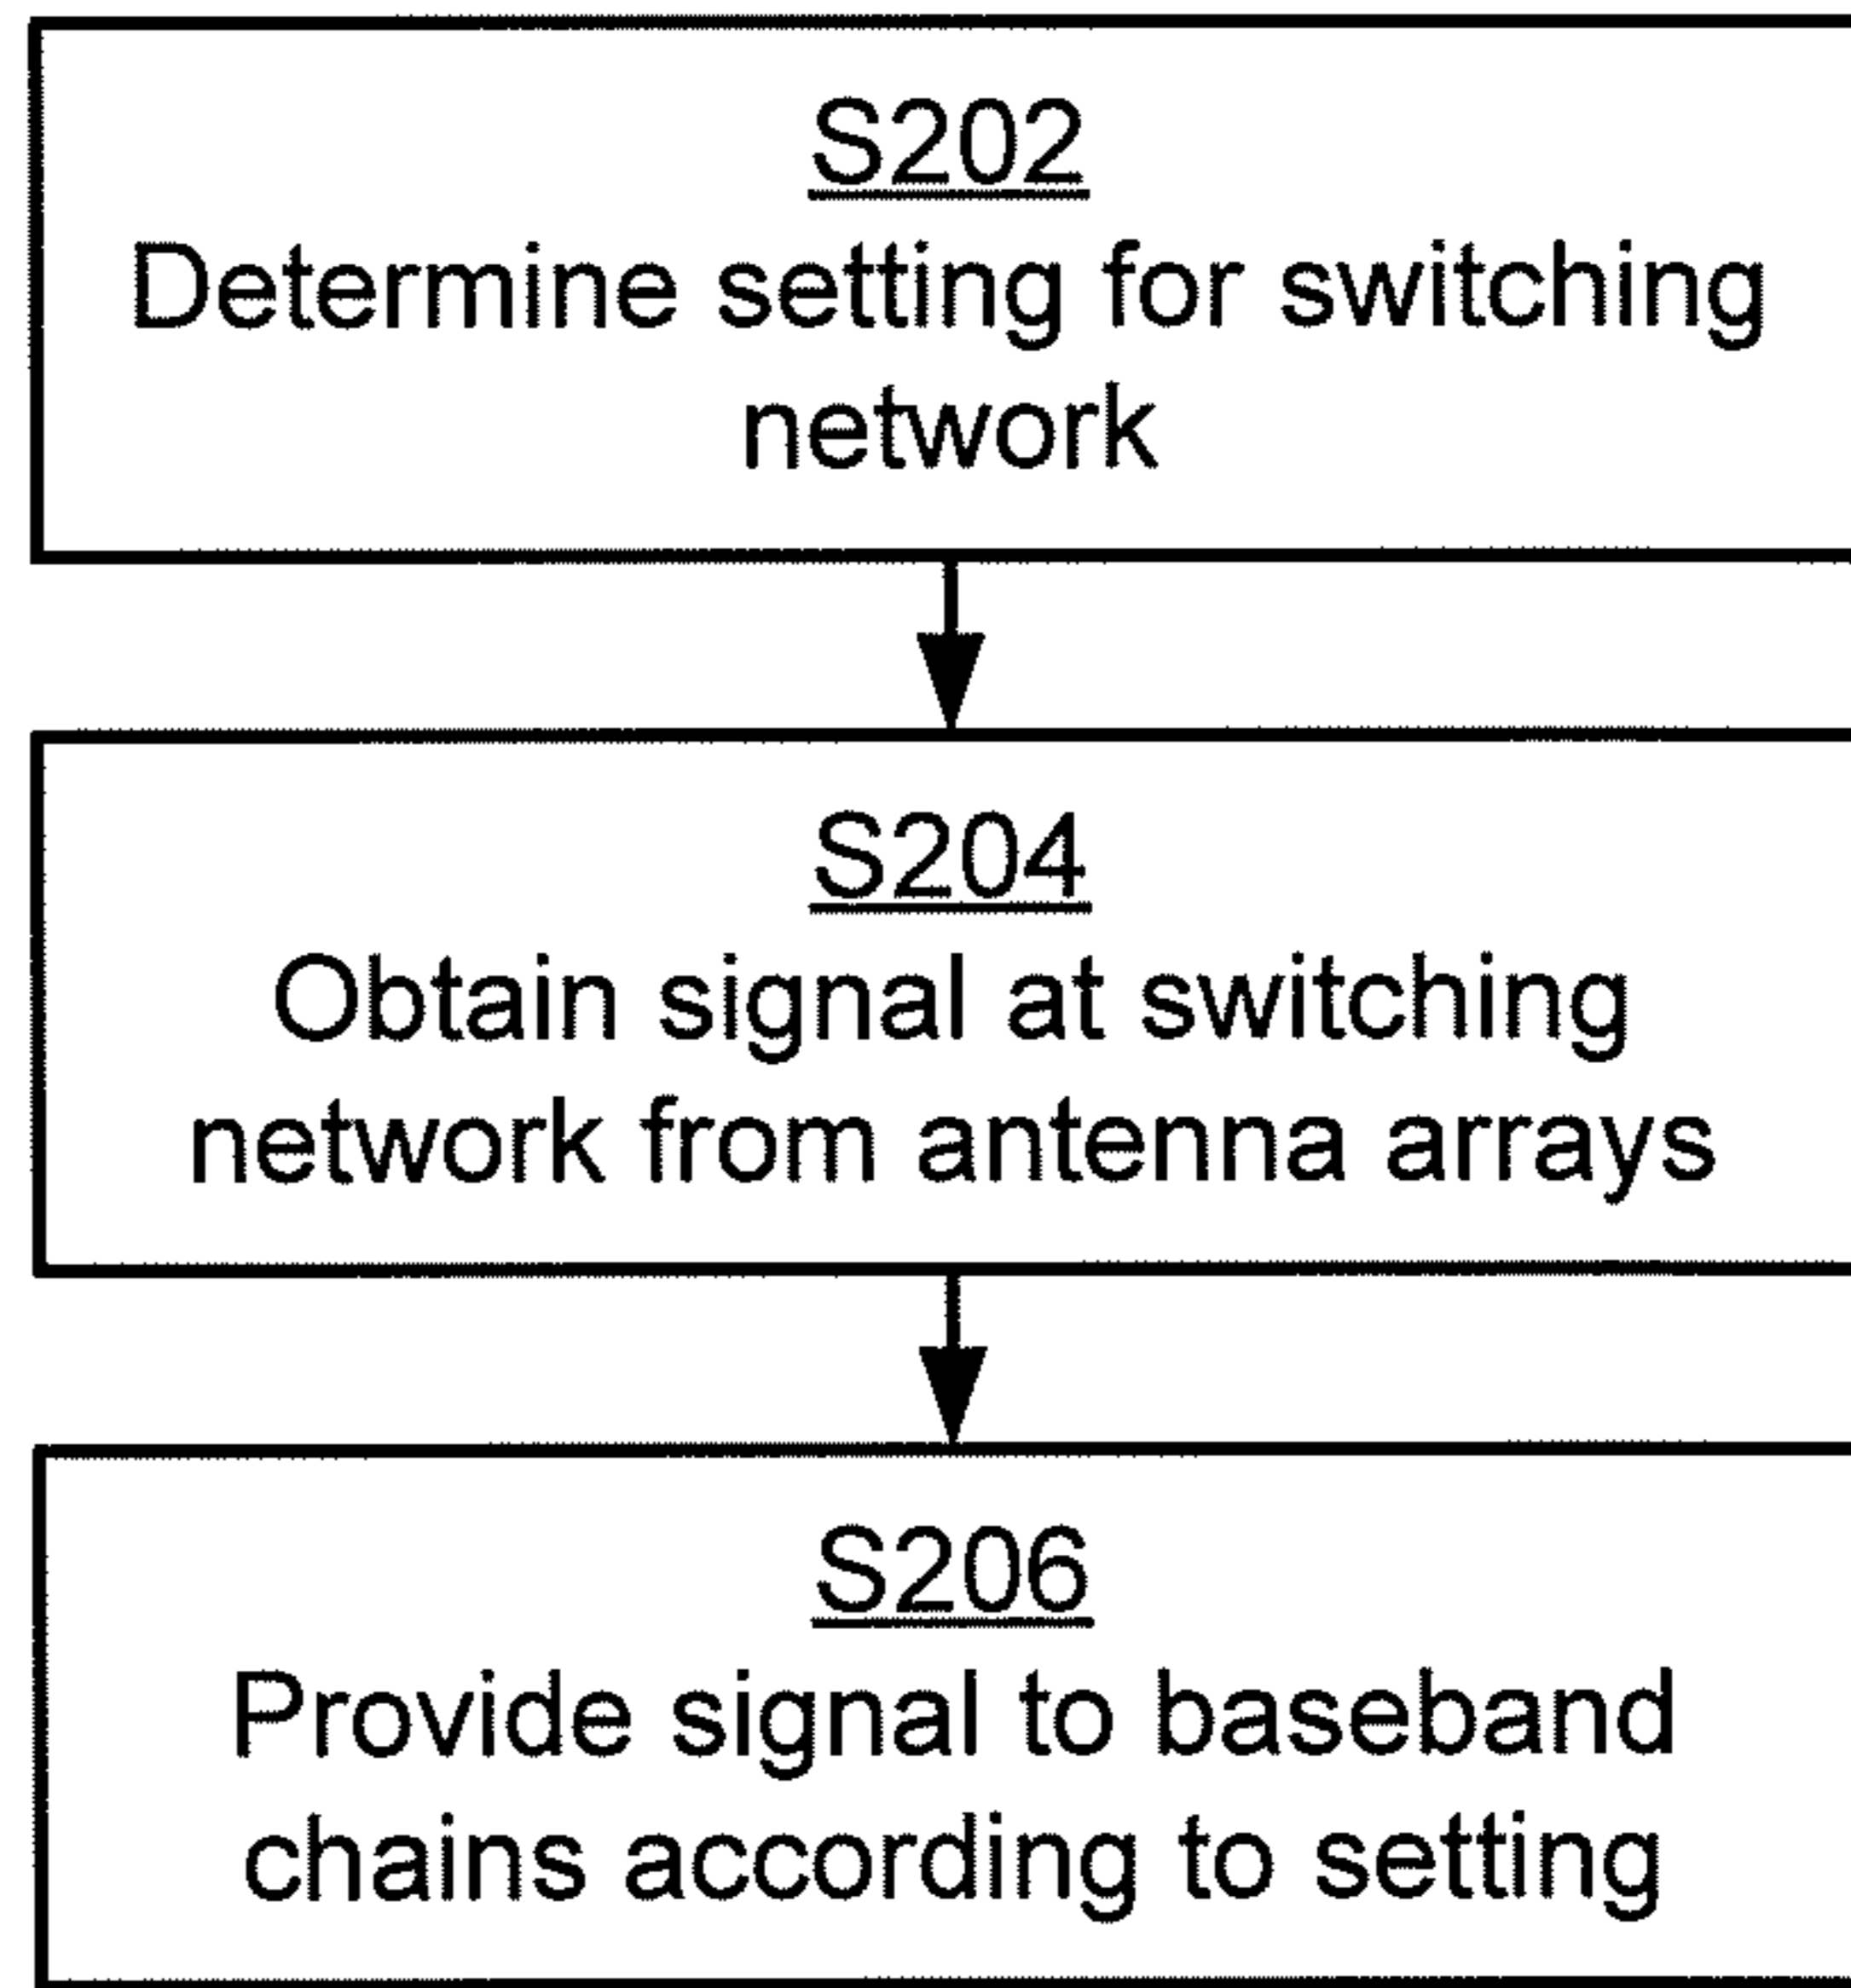 S202
Determine setting for switching
network
S204
Obtain signal at switching
network from antenna arrays
S206
Provide signal to baseband
chains according to setting